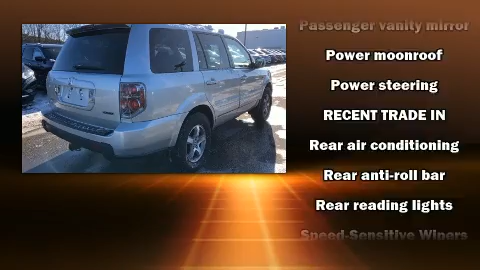 Passenger vanity mirror
Power moonroof
Power steering
RECENT TRADE IN
Rear air conditioning
Rear anti-roll bar
Rear reading lights
Speed-Sensitive Wipers